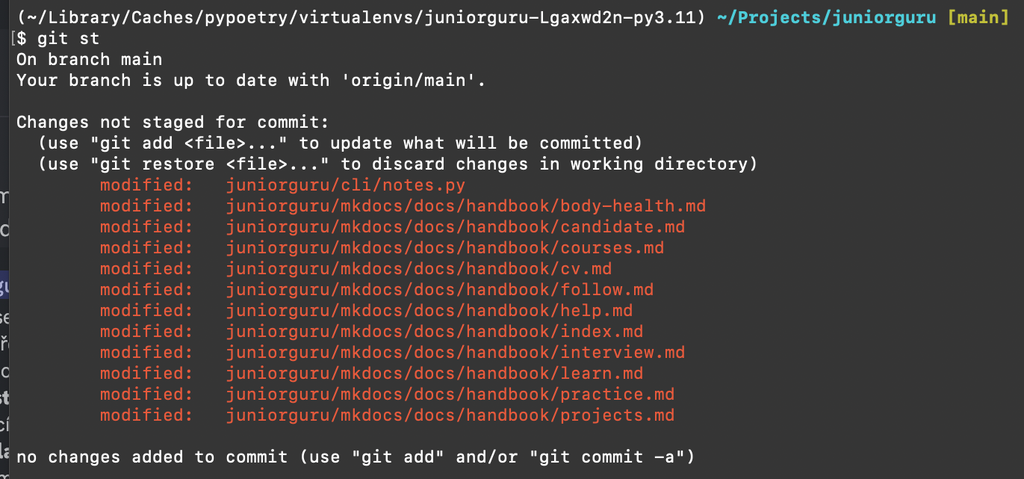 (~/Library/Caches/pypoetry/virtualenvs/juniorguru-Lgaxwd2n-py3.11) ~/Projects/juniorguru [main]
[$ git st
On branch main
Your branch is up to date with 'origin/main'.
Changes not staged for commit:
(use "git add <file>..." to update what will be committed)
(use "git restore <file>..." to discard changes in working directory)
modified: juniorguru/cli/notes.py
modified: juniorguru/mkdocs/docs/handbook/body-health.md
modified: juniorguru/mkdocs/docs/handbook/candidate.md
modified: juniorguru/mkdocs/docs/handbook/courses.md
modified: juniorguru/mkdocs/docs/handbook/cv.md
modified: juniorguru/mkdocs/docs/handbook/follow.md
modified: juniorguru/mkdocs/docs/handbook/help.md
modified: juniorguru/mkdocs/docs/handbook/index.md
modified: juniorguru/mkdocs/docs/handbook/interview.md
modified: juniorguru/mkdocs/docs/handbook/learn.md
modified: juniorguru/mkdocs/docs/handbook/practice.md
modified: juniorguru/mkdocs/docs/handbook/projects.md
no changes added to commit (use "git add" and/or "git commit -a")